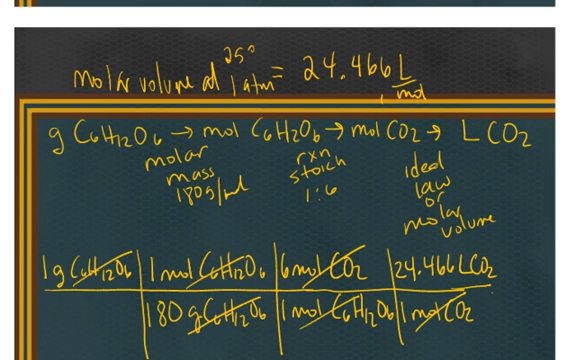 molar volume at 25° 1 atm = 24.466 L/mol
g C6H12O6 → mol C6H2O6 → mol CO2 → L CO2
molar mass 180 g/mol
rxn stoich 1:6
ideal law or molar volume
1 g C6H12O6 | 1 mol C6H12O6 | 6 mol CO2 | 24.466 L CO2
180 g C6H12O6 | 1 mol C6H12O6 | 1 mol CO2